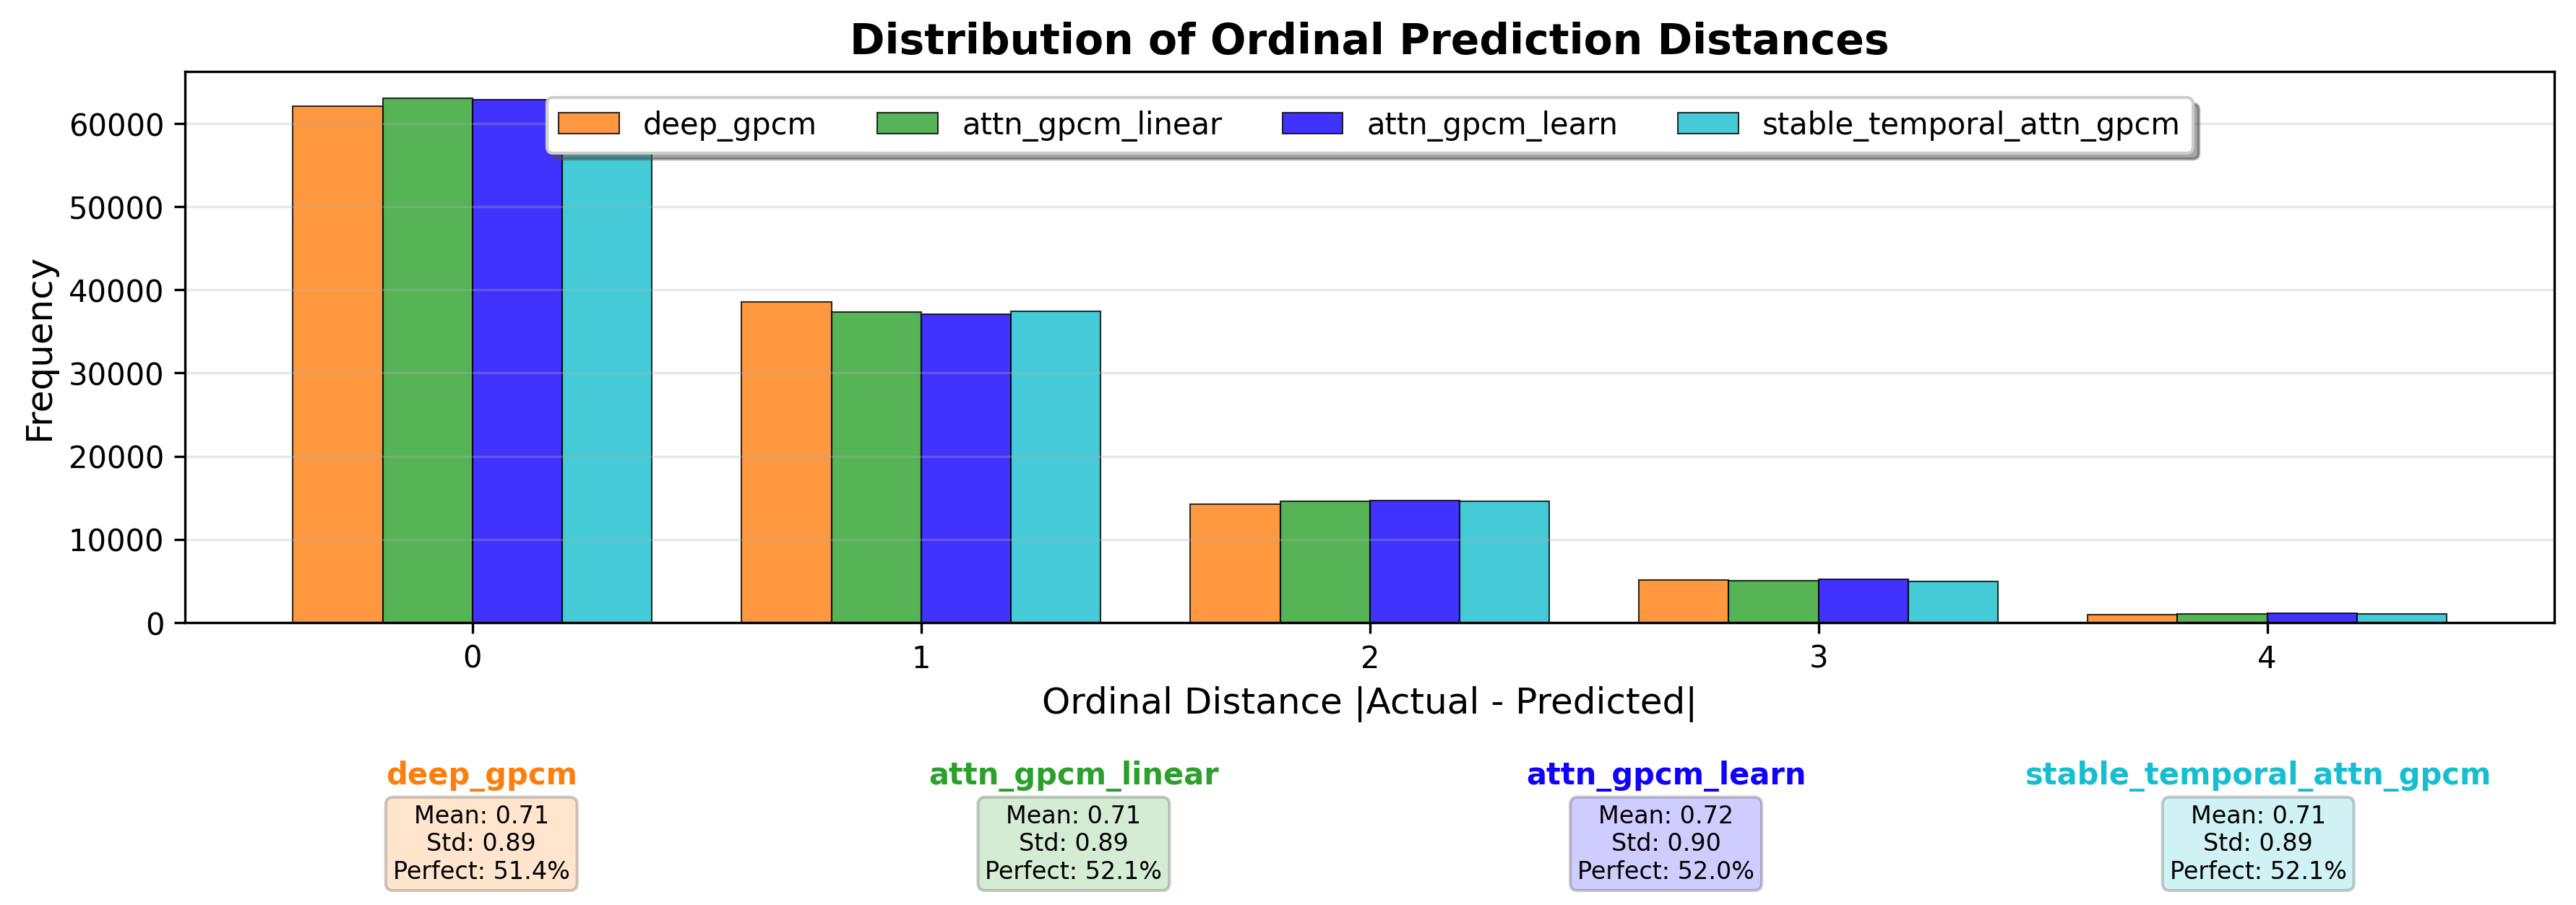 Distribution of Ordinal Prediction Distances
deep_gpcm attn_gpcm_linear attn_gpcm_learn stable_temporal_attn_gpcm
Frequency
60000
50000
40000
30000
20000
10000
0
0 1 2 3 4
Ordinal Distance |Actual - Predicted|
deep_gpcm
Mean: 0.71
Std: 0.89
Perfect: 51.4%
attn_gpcm_linear
Mean: 0.71
Std: 0.89
Perfect: 52.1%
attn_gpcm_learn
Mean: 0.72
Std: 0.90
Perfect: 52.0%
stable_temporal_attn_gpcm
Mean: 0.71
Std: 0.89
Perfect: 52.1%